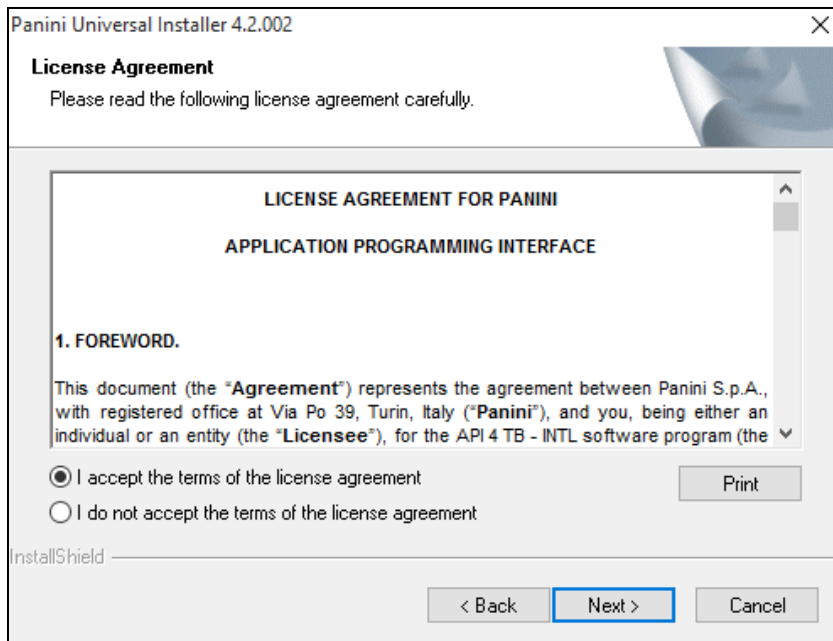 Panini Universal Installer 4.2.002
License Agreement
Please read the following license agreement carefully.
LICENSE AGREEMENT FOR PANINI
APPLICATION PROGRAMMING INTERFACE
1. FOREWORD.
This document (the “Agreement”) represents the agreement between Panini S.p.A.,
with registered office at Via Po 39, Turin, Italy (“Panini”), and you, being either an
individual or an entity (the “Licensee”), for the API 4 TB - INTL software program (the
I accept the terms of the license agreement
Print
I do not accept the terms of the license agreement
InstallShield
< Back
Next >
Cancel